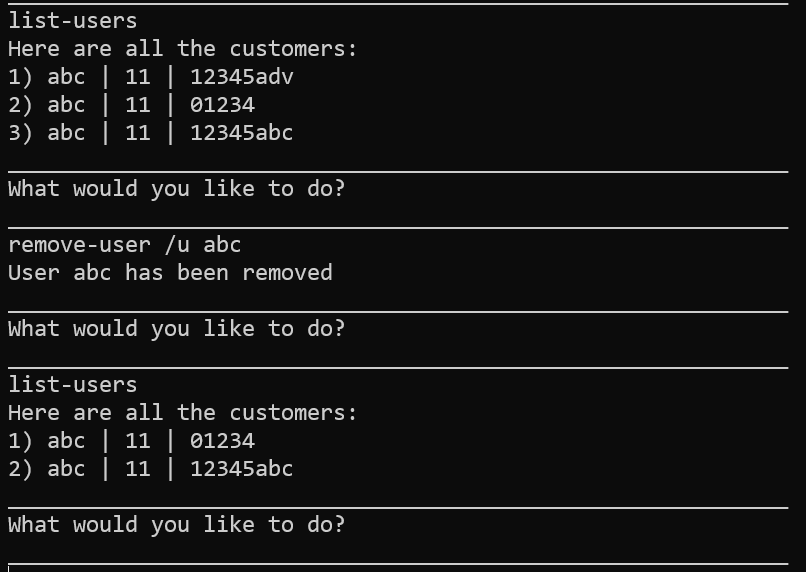 list-users
Here are all the customers:
1) abc | 11 | 12345adv
2) abc | 11 | 01234
3) abc | 11 | 12345abc
What would you like to do?
remove-user /u abc
User abc has been removed
What would you like to do?
list-users
Here are all the customers:
1) abc | 11 | 01234
2) abc | 11 | 12345abc
What would you like to do?